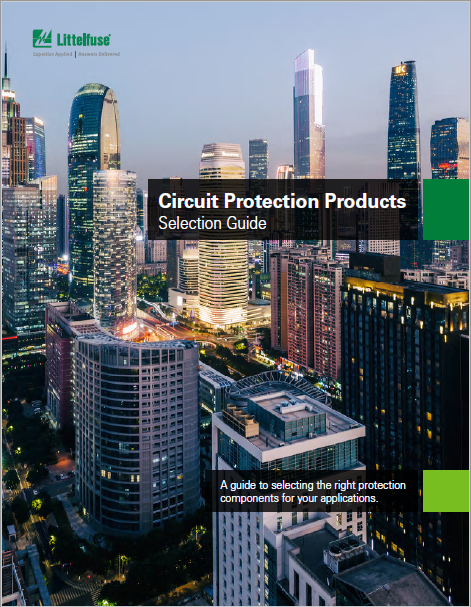 Littelfuse®
Expertise Applied | Answers Delivered
Circuit Protection Products
Selection Guide
A guide to selecting the right protection
components for your applications.